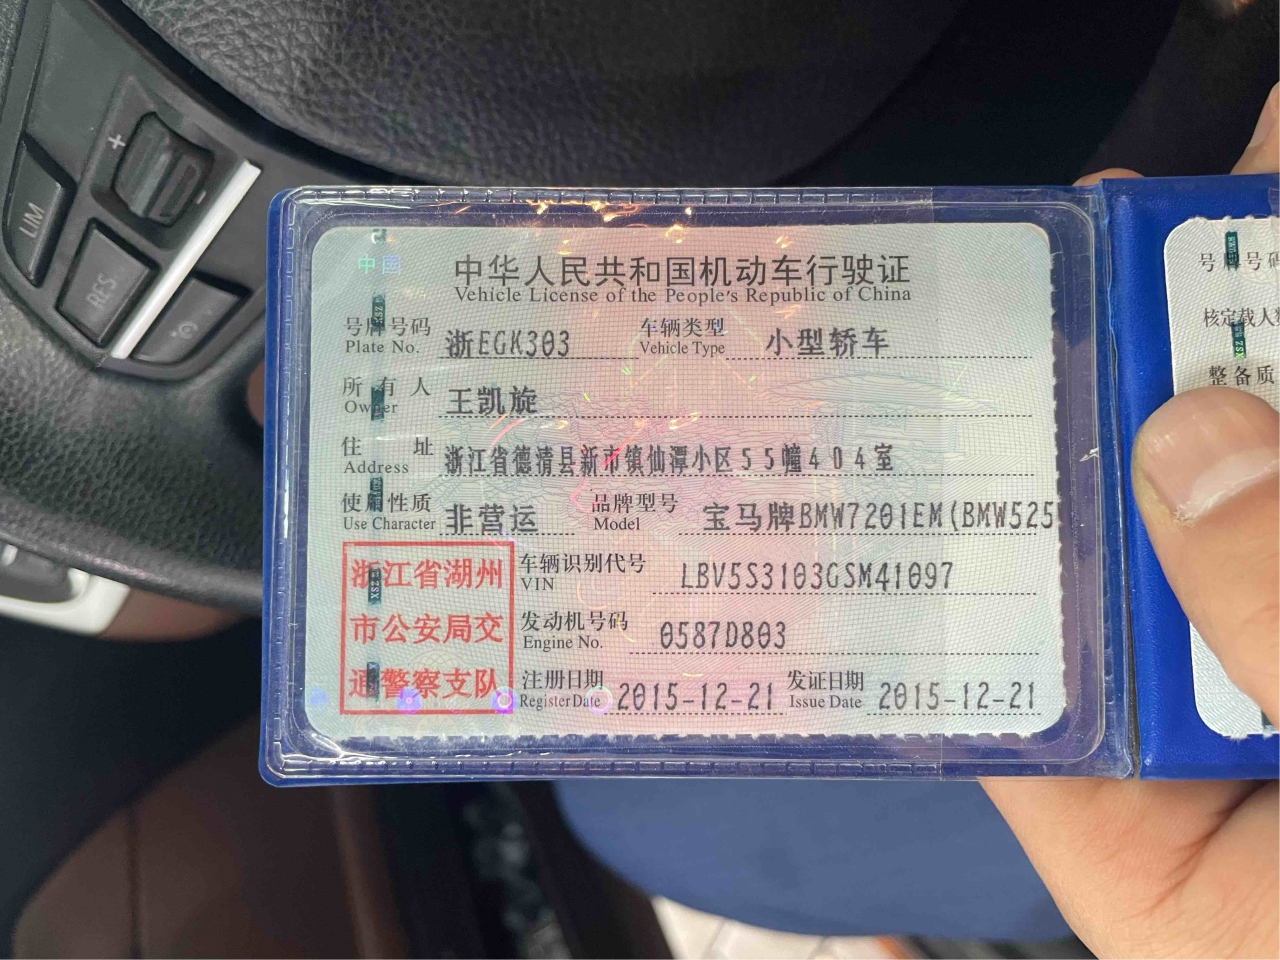 +
LIM
RES
中国
中华人民共和国机动车行驶证
Vehicle License of the People's Republic of China
号牌号码 浙EGK303 车辆类型 小型轿车
Plate No. Vehicle Type
所有人 王凯旋
Owner
住址 浙江省德清县新市镇仙潭小区55幢404室
Address
使用性质 非营运 品牌型号 宝马牌BMW7201EM(BMW525
Use Character Model
浙江省湖州
市公安局交
通警察支队
车辆识别代号 LBV5S3103GSM41097
VIN
发动机号码 0587D803
Engine No.
注册日期 2015-12-21 发证日期 2015-12-21
Register Date Issue Date
号牌号码
核定载人
整备质